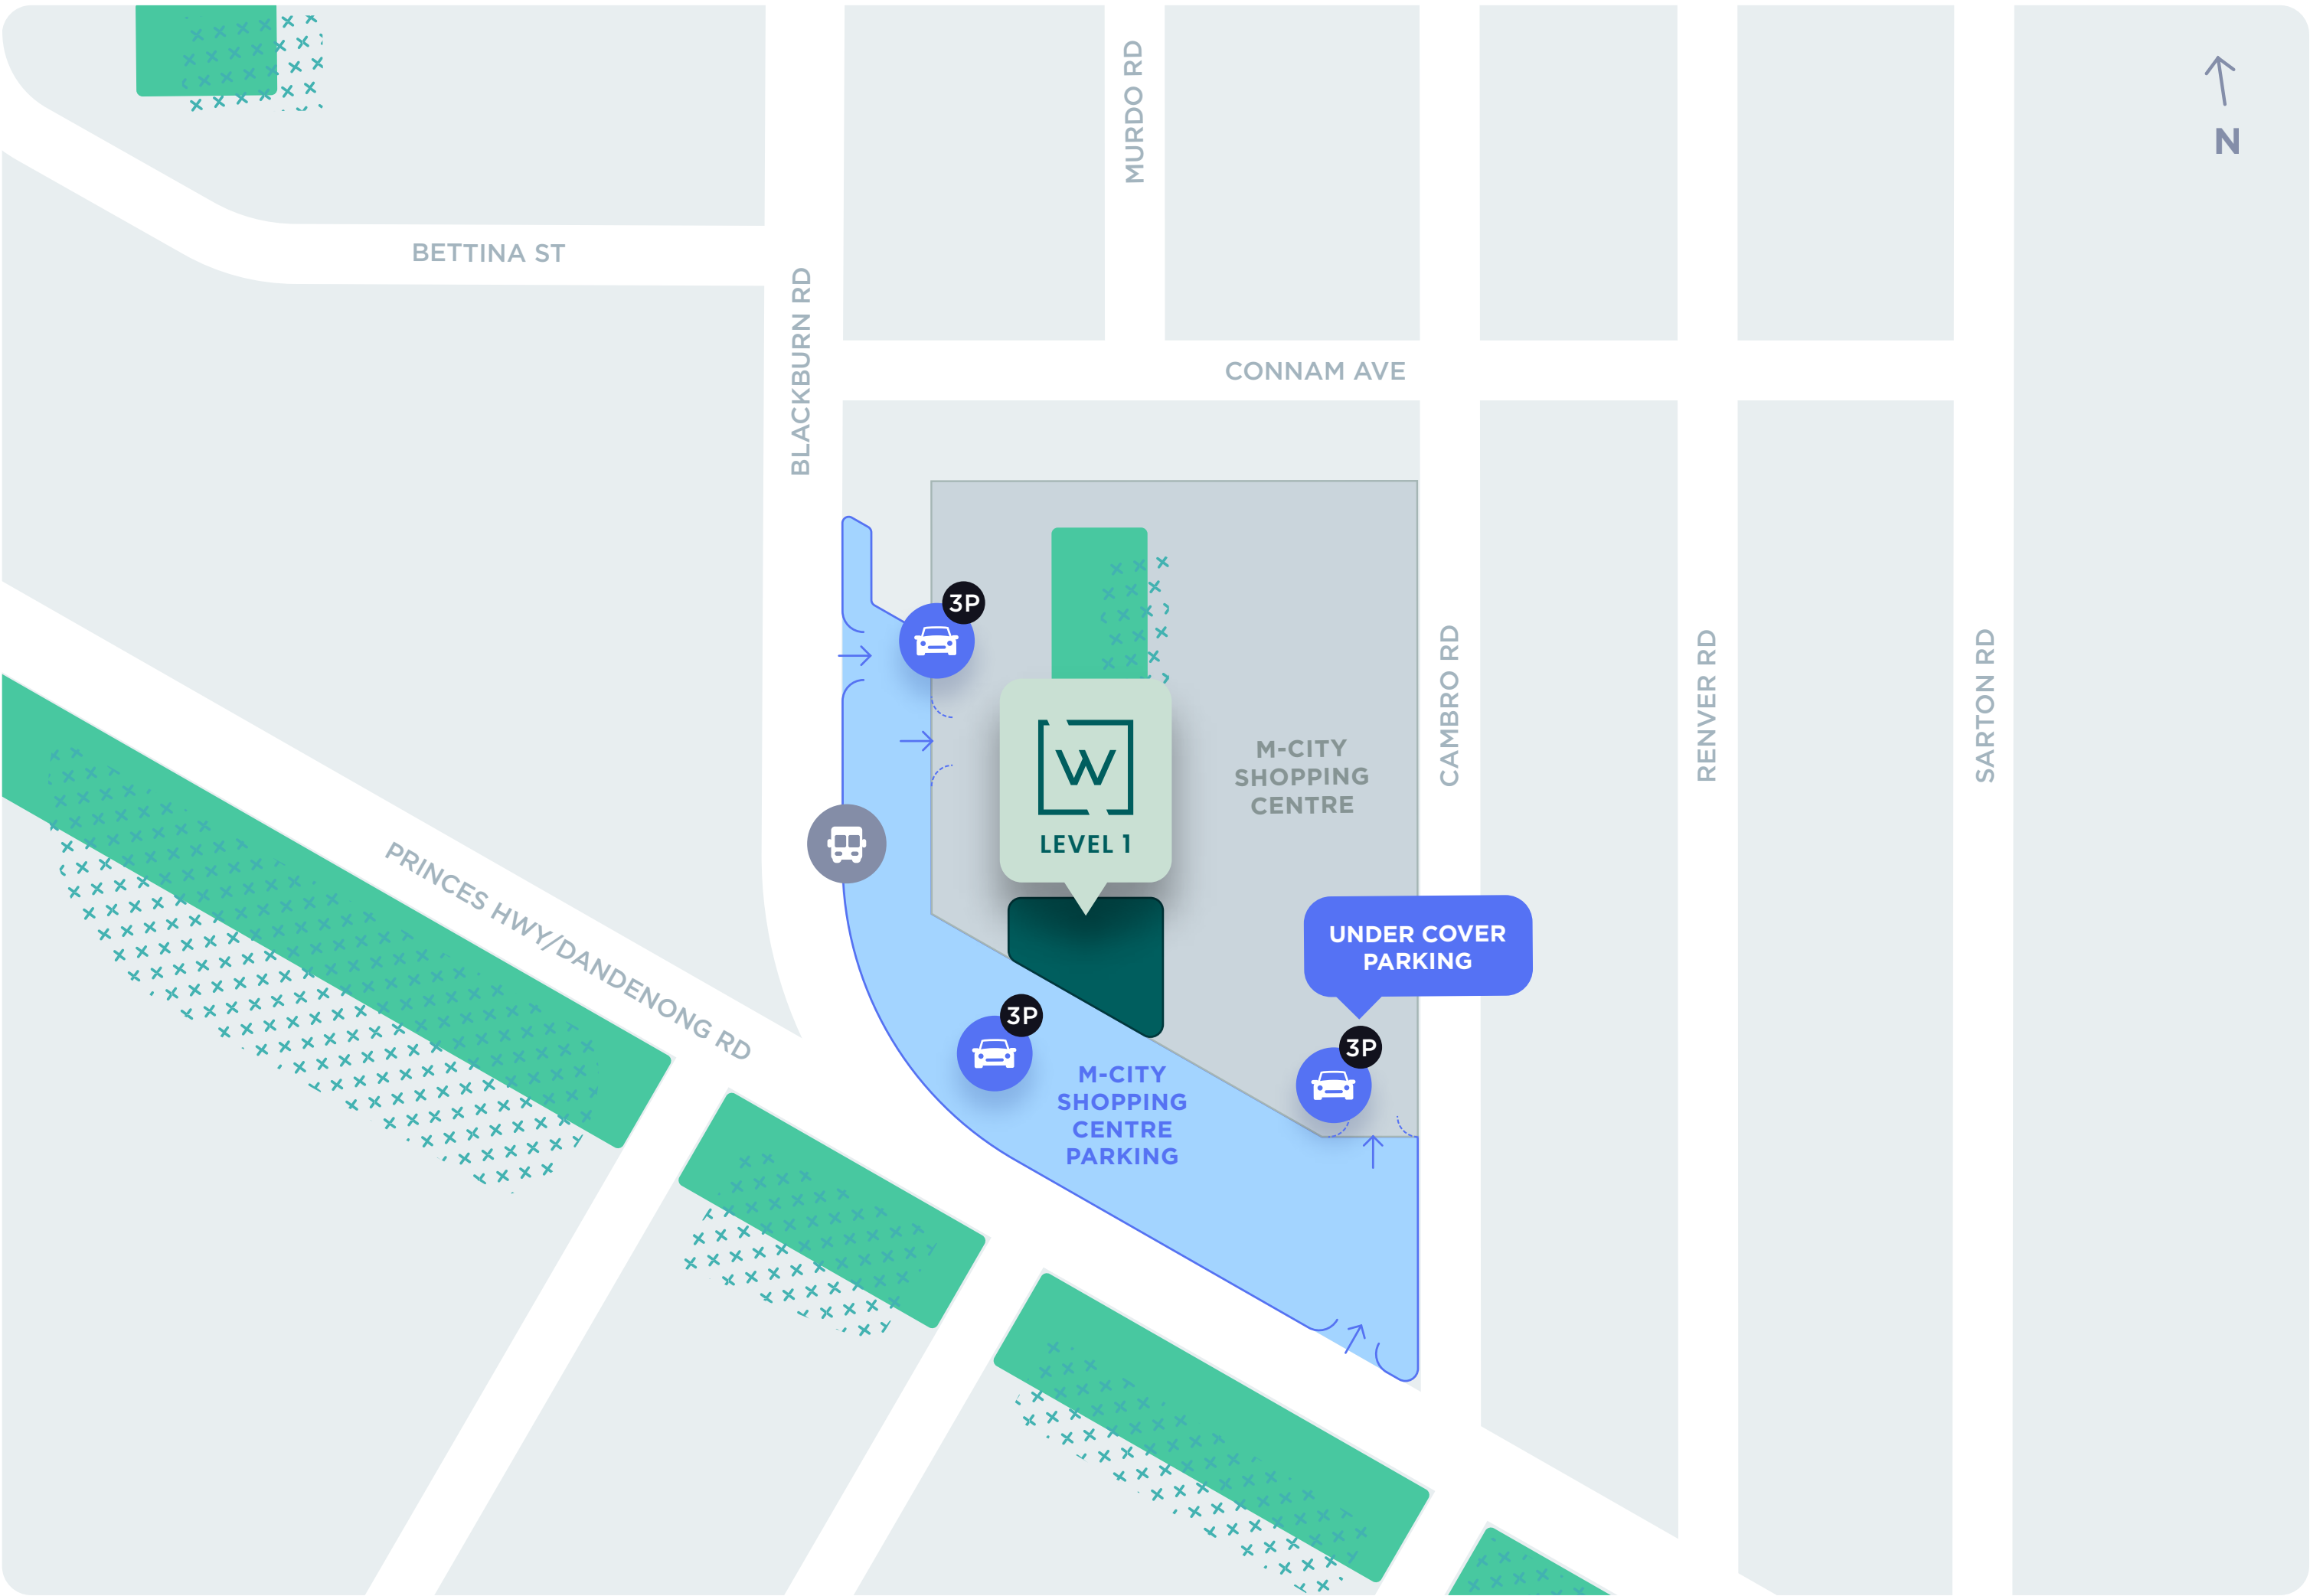 MURDO RD
N
BETTINA ST
BLACKBURN RD
CONNAM AVE
3P
W
LEVEL 1
M-CITY
SHOPPING
CENTRE
CAMBRO RD
RENVER RD
SARTON RD
PRINCES HWY/DANDENONG RD
UNDER COVER
PARKING
3P
3P
M-CITY
SHOPPING
CENTRE
PARKING